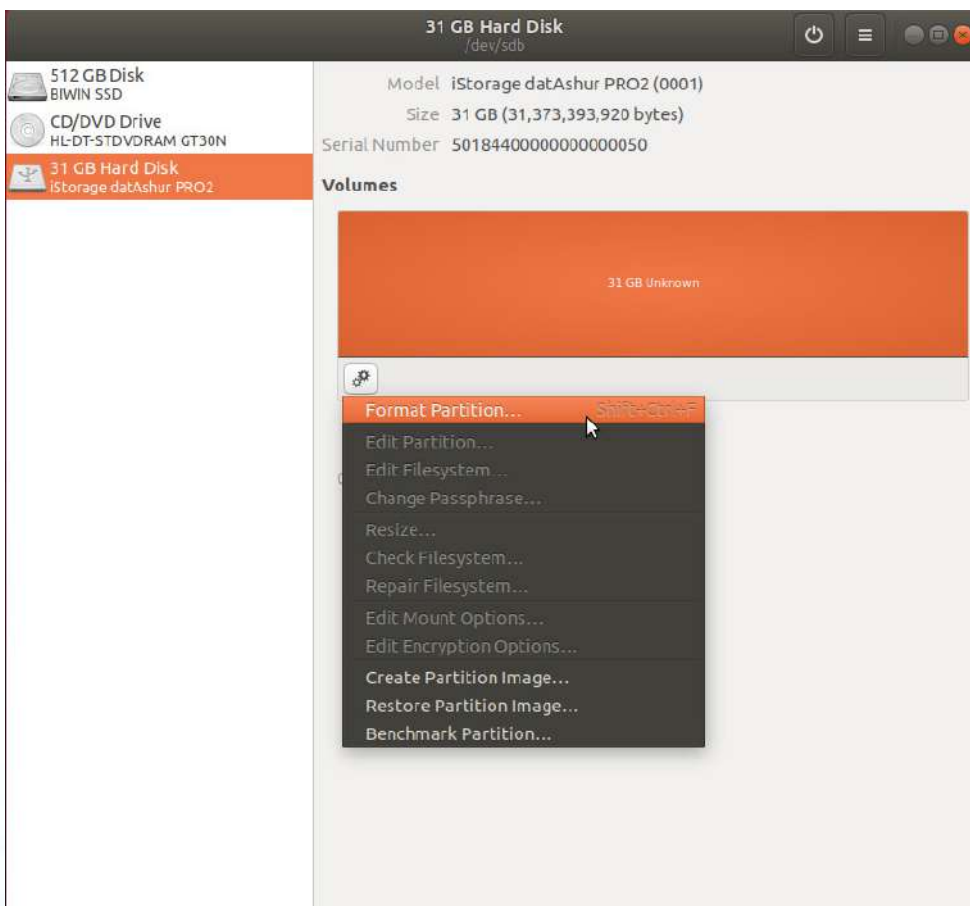 31 GB Hard Disk
/dev/sdb
512 GB Disk
BIWIN SSD
CD/DVD Drive
HL-DT-STDVDRAM GT30N
31 GB Hard Disk
iStorage datAshur PRO2
Model iStorage datAshur PRO2 (0001)
Size 31 GB (31,373,393,920 bytes)
Serial Number 50184400000000000050
Volumes
31 GB Unknown
Format Partition... Shift+Ctrl+F
Edit Partition...
Edit Filesystem...
Change Passphrase...
Resize...
Check Filesystem...
Repair Filesystem...
Edit Mount Options...
Edit Encryption Options...
Create Partition Image...
Restore Partition Image...
Benchmark Partition...